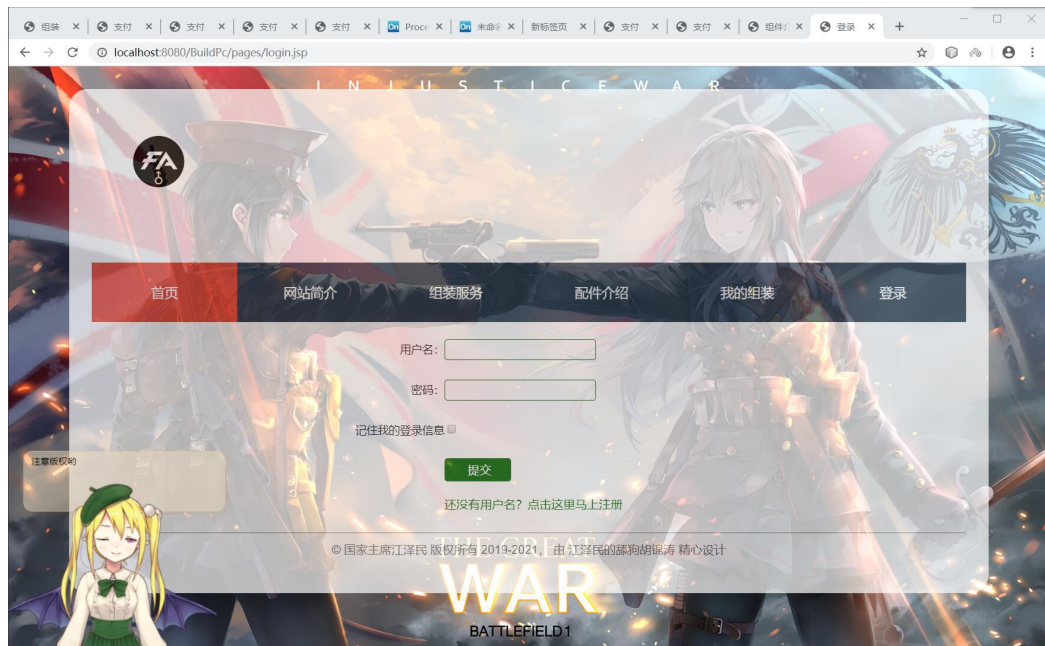 组装
支付
支付
支付
支付
On Proce
On 未命名
新标签页
支付
支付
组件介
登录
localhost:8080/BuildPc/pages/login.jsp
INJUSTICE WAR
FA
首页 网站简介 组装服务 配件介绍 我的组装 登录
用户名：
密码：
记住我的登录信息
提交
还没有用户名？点击这里马上注册
注意版权哟
© 国家主席江泽民 版权所有 2019-2021， 由 江泽民的舔狗胡锦涛 精心设计
THE GREAT
WAR
BATTLEFIELD 1